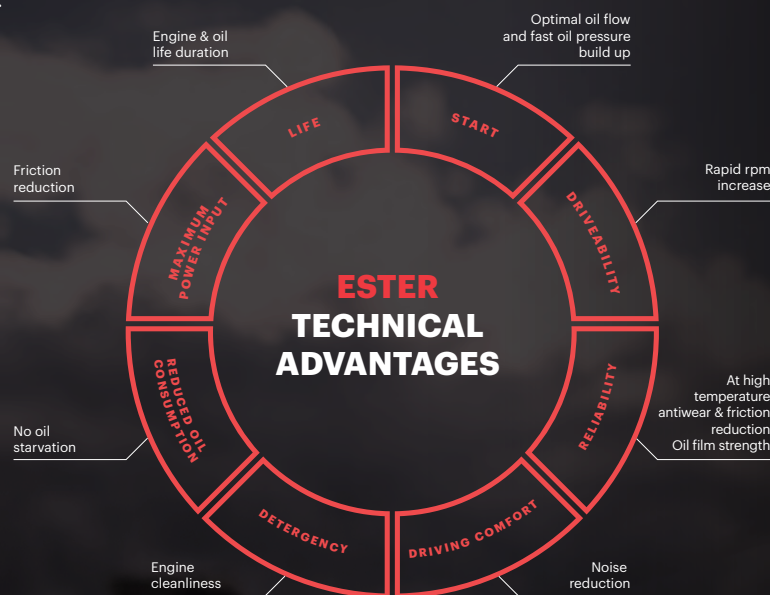 Optimal oil flow
and fast oil pressure
build up
Engine & oil
life duration
LIFE
START
Friction
reduction
Rapid rpm
increase
MAXIMUM
POWER INPUT
DRIVEABILITY
ESTER
TECHNICAL
ADVANTAGES
REDUCED OIL
CONSUMPTION
RELIABILITY
At high
temperature
antiwear & friction
reduction
Oil film strength
No oil
starvation
DETERGENCY
DRIVING COMFORT
Engine
cleanliness
Noise
reduction